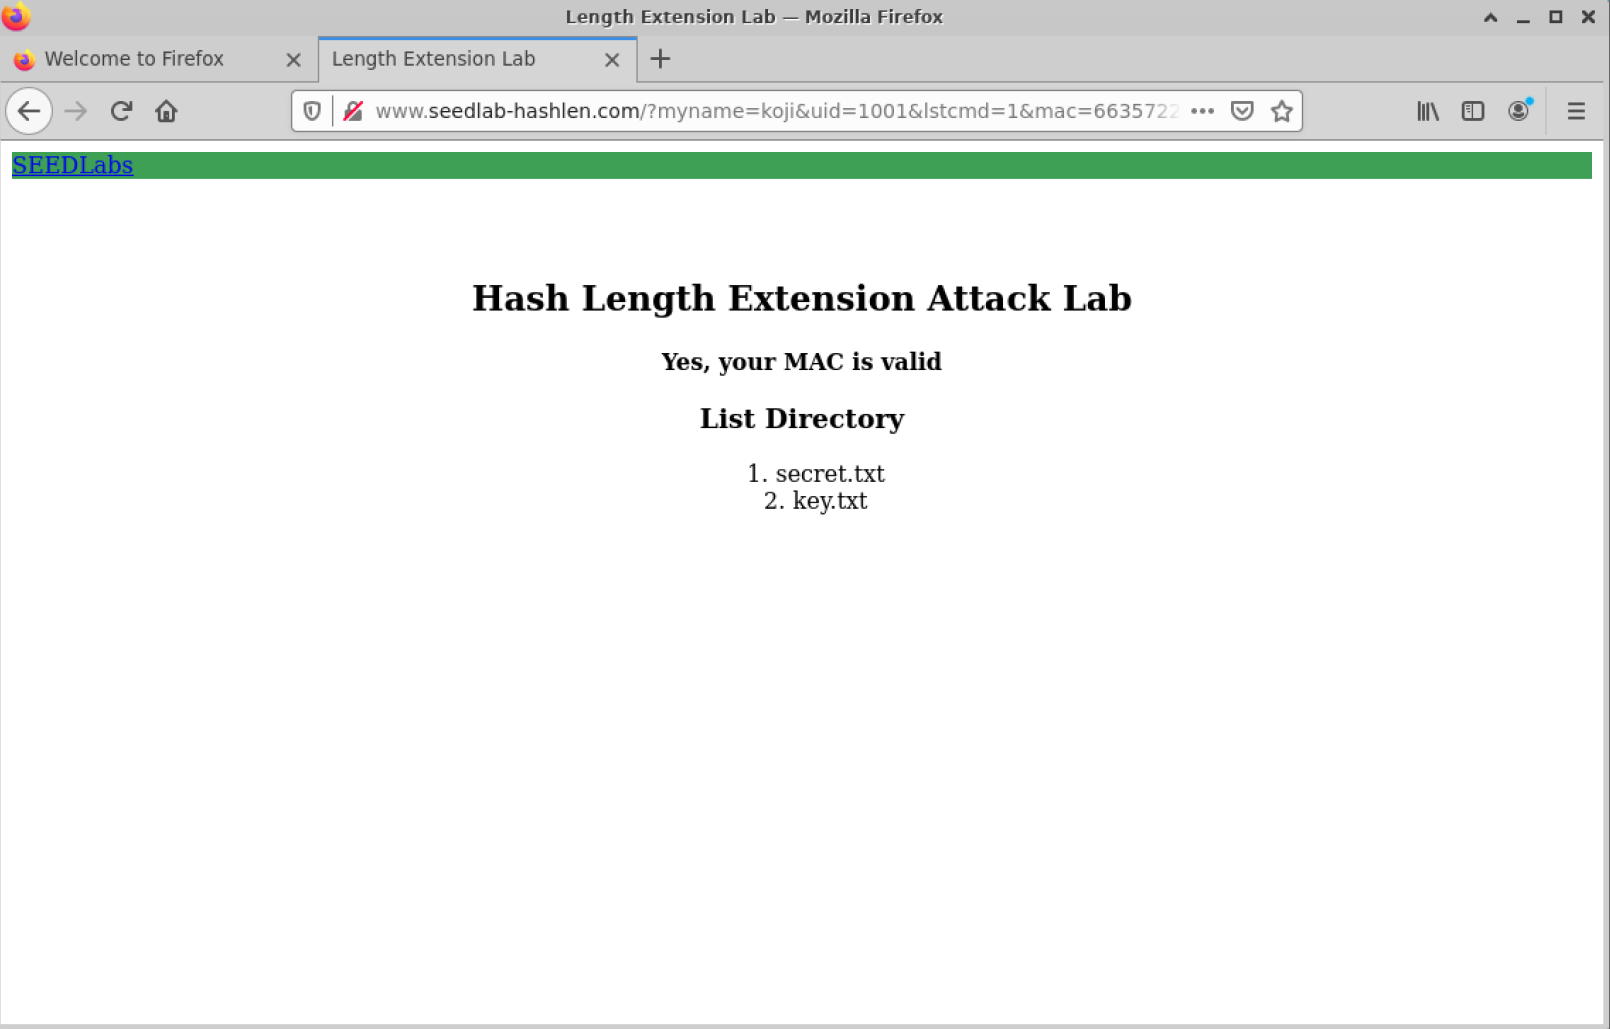 Length Extension Lab — Mozilla Firefox
Welcome to Firefox
Length Extension Lab
www.seedlab-hashlen.com/?myname=koji&uid=1001&lstcmd=1&mac=6635722
SEEDLabs
Hash Length Extension Attack Lab
Yes, your MAC is valid
List Directory
1. secret.txt
2. key.txt